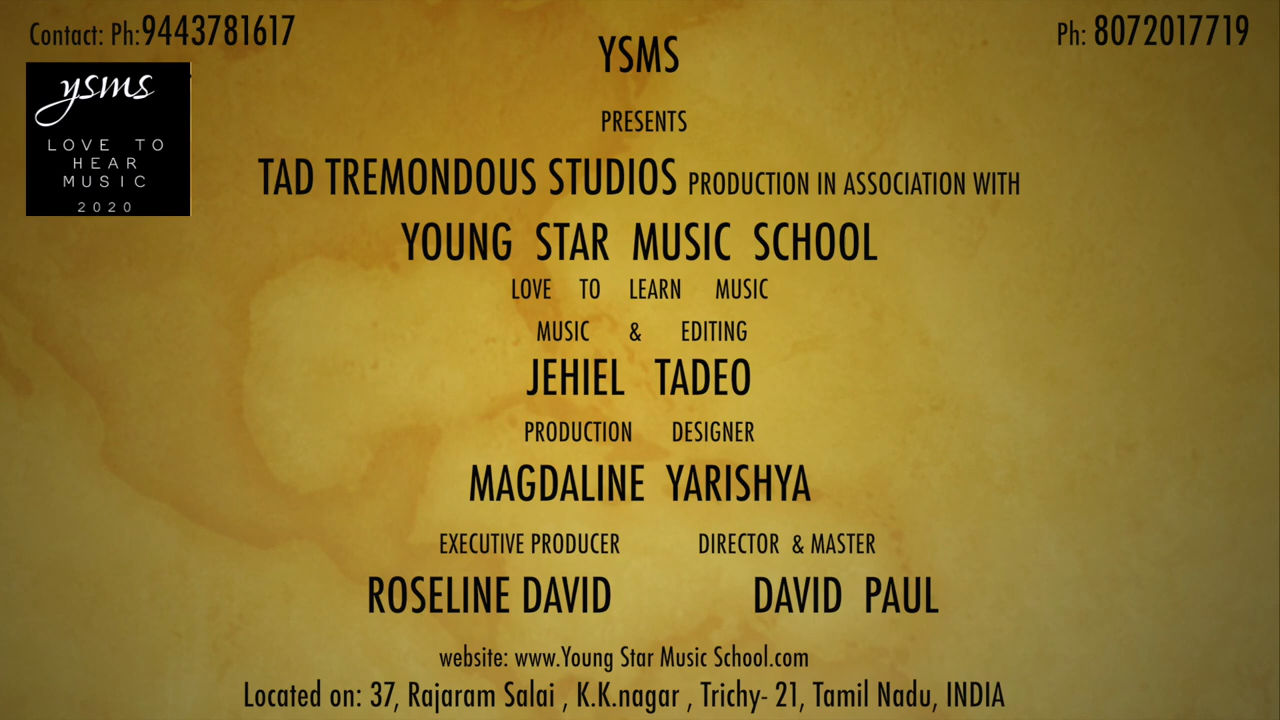 Contact: Ph:9443781617
Ph: 8072017719
ysms
LOVE TO
HEAR
MUSIC
2020
YSMS
PRESENTS
TAD TREMONDOUS STUDIOS PRODUCTION IN ASSOCIATION WITH
YOUNG STAR MUSIC SCHOOL
LOVE TO LEARN MUSIC
MUSIC & EDITING
JEHIEL TADEO
PRODUCTION DESIGNER
MAGDALINE YARISHYA
EXECUTIVE PRODUCER DIRECTOR & MASTER
ROSELINE DAVID DAVID PAUL
website: www.Young Star Music School.com
Located on: 37, Rajaram Salai , K.K.nagar , Trichy- 21, Tamil Nadu, INDIA